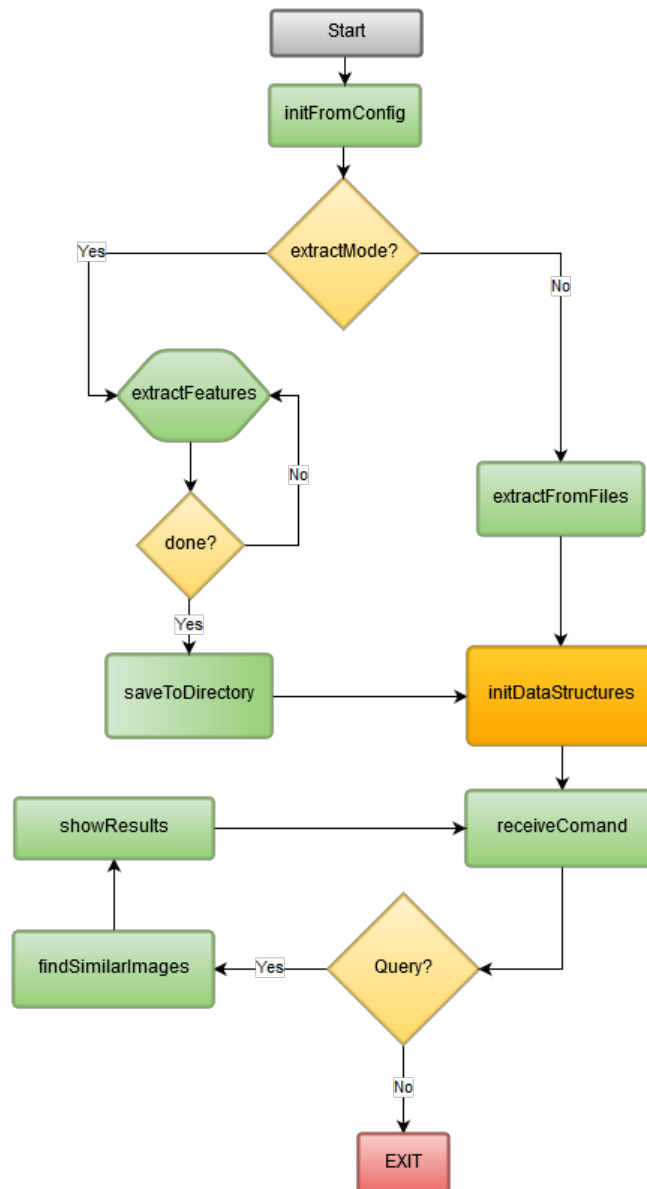 Start
initFromConfig
extractMode?
Yes
No
extractFeatures
No
extractFromFiles
done?
Yes
saveToDirectory
initDataStructures
showResults
receiveComand
findSimilarImages
Yes
Query?
No
EXIT